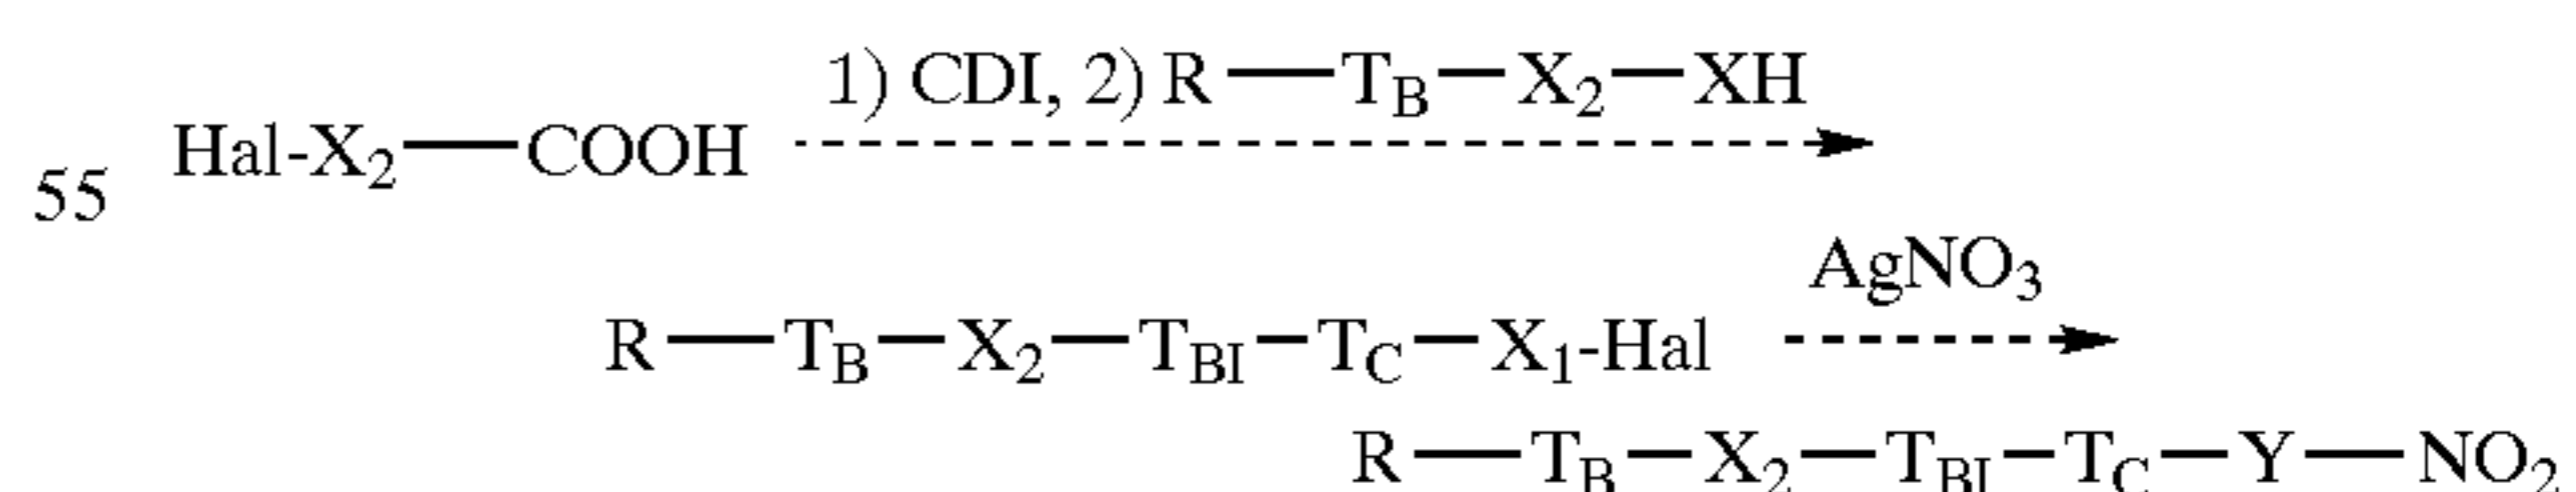 1) CDI, 2) R—T_B—X_2—XH
55 Hal-X_2—COOH
AgNO_3
R—T_B—X_2—T_BI—T_C—X_1-Hal
R—T_B—X_2—T_BI—T_C—Y—NO_2